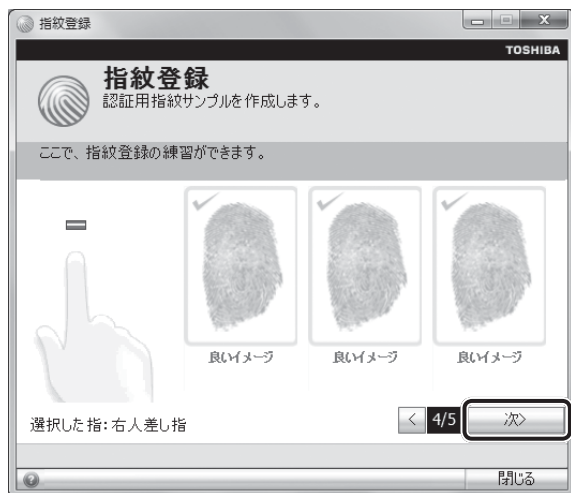 指紋登録
TOSHIBA
指紋登録
認証用指紋サンプルを作成します。
ここで、指紋登録の練習ができます。
良いイメージ 良いイメージ 良いイメージ
選択した指:右人差し指
< 4/5 次>
? 閉じる